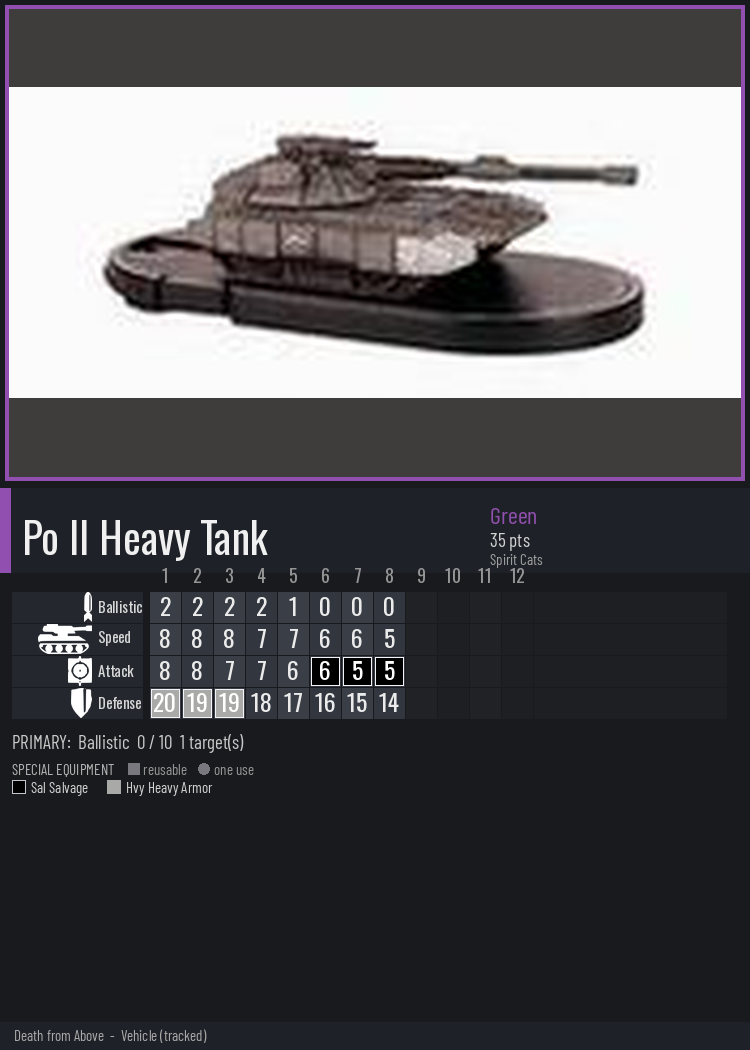 Po II Heavy Tank
Green
35 pts
Spirit Cats
1 2 3 4 5 6 7 8 9 10 11 12
Ballistic 2 2 2 2 1 0 0 0
Speed 8 8 8 7 7 6 6 5
Attack 8 8 7 7 6 6 5 5
Defense 20 19 19 18 17 16 15 14
PRIMARY: Ballistic 0 / 10 1 target(s)
SPECIAL EQUIPMENT reusable one use
Sal Salvage Hvy Heavy Armor
Death from Above - Vehicle (tracked)